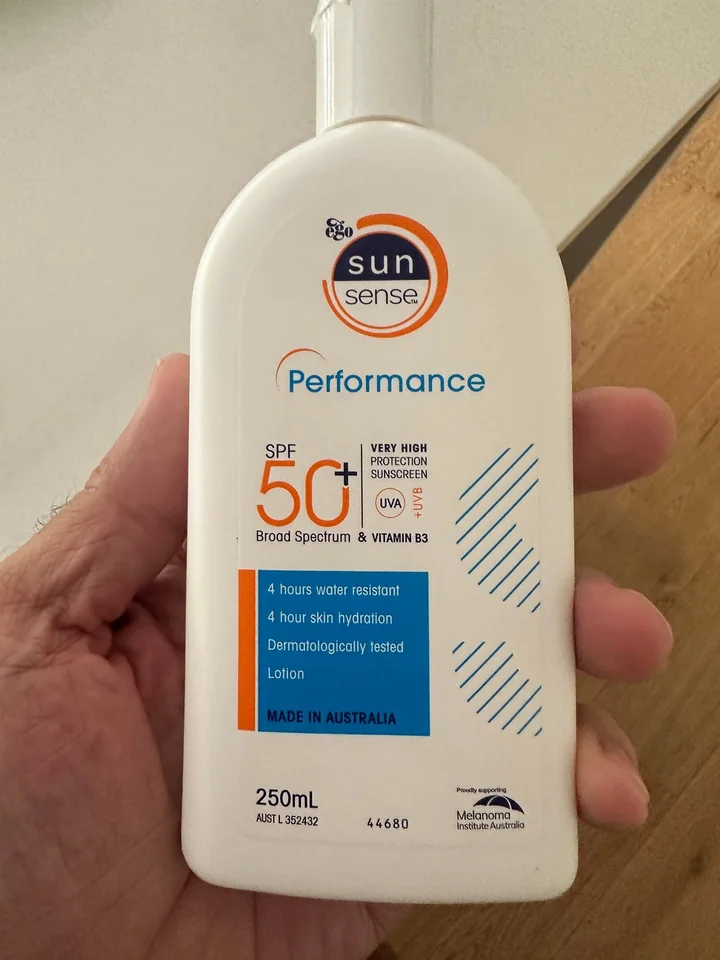 ego
sun
sense™
Performance
SPF
50+
VERY HIGH
PROTECTION
SUNSCREEN
UVA
+UVB
Broad Spectrum & VITAMIN B3
4 hours water resistant
4 hour skin hydration
Dermatologically tested
Lotion
MADE IN AUSTRALIA
250mL
AUST L 352432
44680
Proudly supporting
Melanoma
Institute Australia